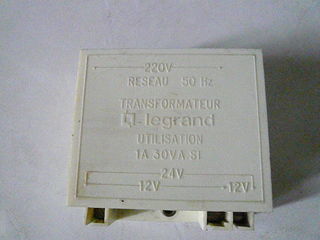 220V
RESEAU 50 Hz
TRANSFORMATEUR
legrand
UTILISATION
1A 30VA SI
24V
12V 12V